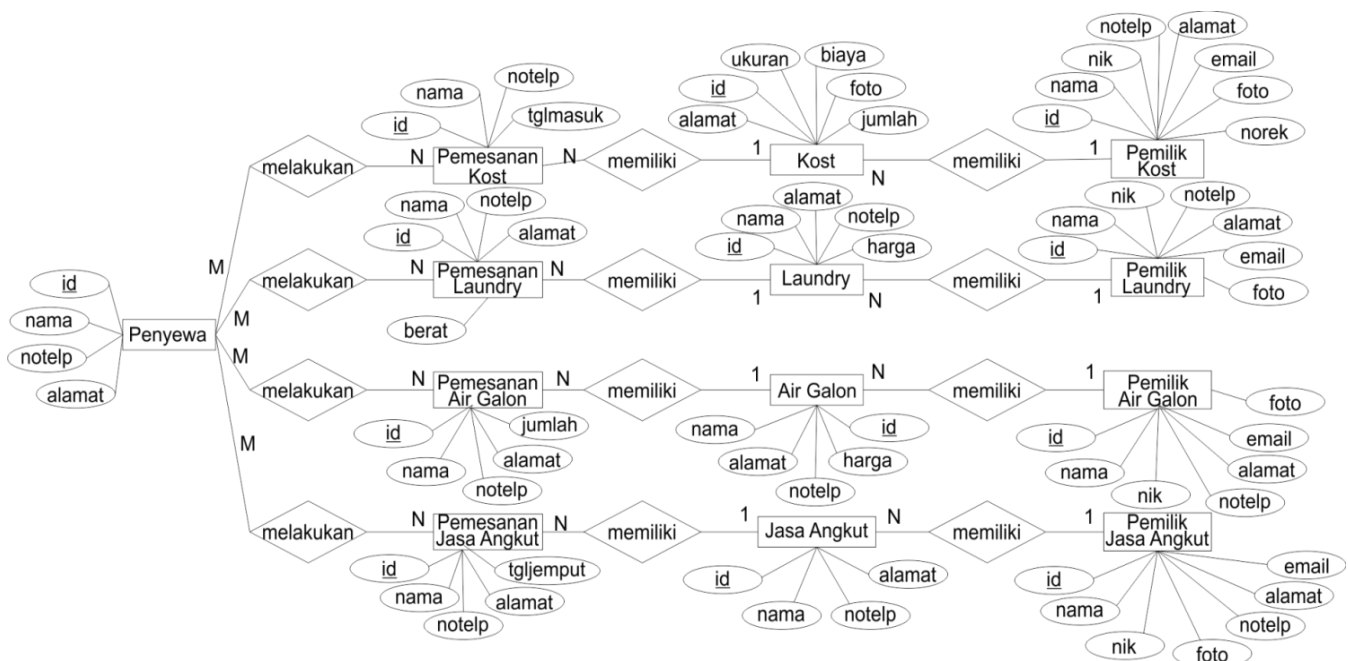 notelp alamat
ukuran biaya
notelp nik email
nama id foto nama foto
id tglmasuk alamat jumlah id norek
melakukan N Pemesanan Kost N memiliki 1 Kost N memiliki 1 Pemilik Kost
nama notelp alamat nik notelp
id alamat nama notelp nama alamat
id harga id email
melakukan N Pemesanan Laundry N memiliki 1 Laundry N memiliki 1 Pemilik Laundry
foto
M
M
M
M
id
nama
Penyewa
notelp
alamat
berat
melakukan N Pemesanan Air Galon N memiliki 1 Air Galon N memiliki 1 Pemilik Air Galon
foto
id jumlah nama id id email
nama alamat alamat harga nama alamat
notelp notelp nik notelp
melakukan N Pemesanan Jasa Angkut N memiliki 1 Jasa Angkut N memiliki 1 Pemilik Jasa Angkut
id tgljemput id alamat id email
nama alamat nama notelp nama alamat
notelp nik foto notelp